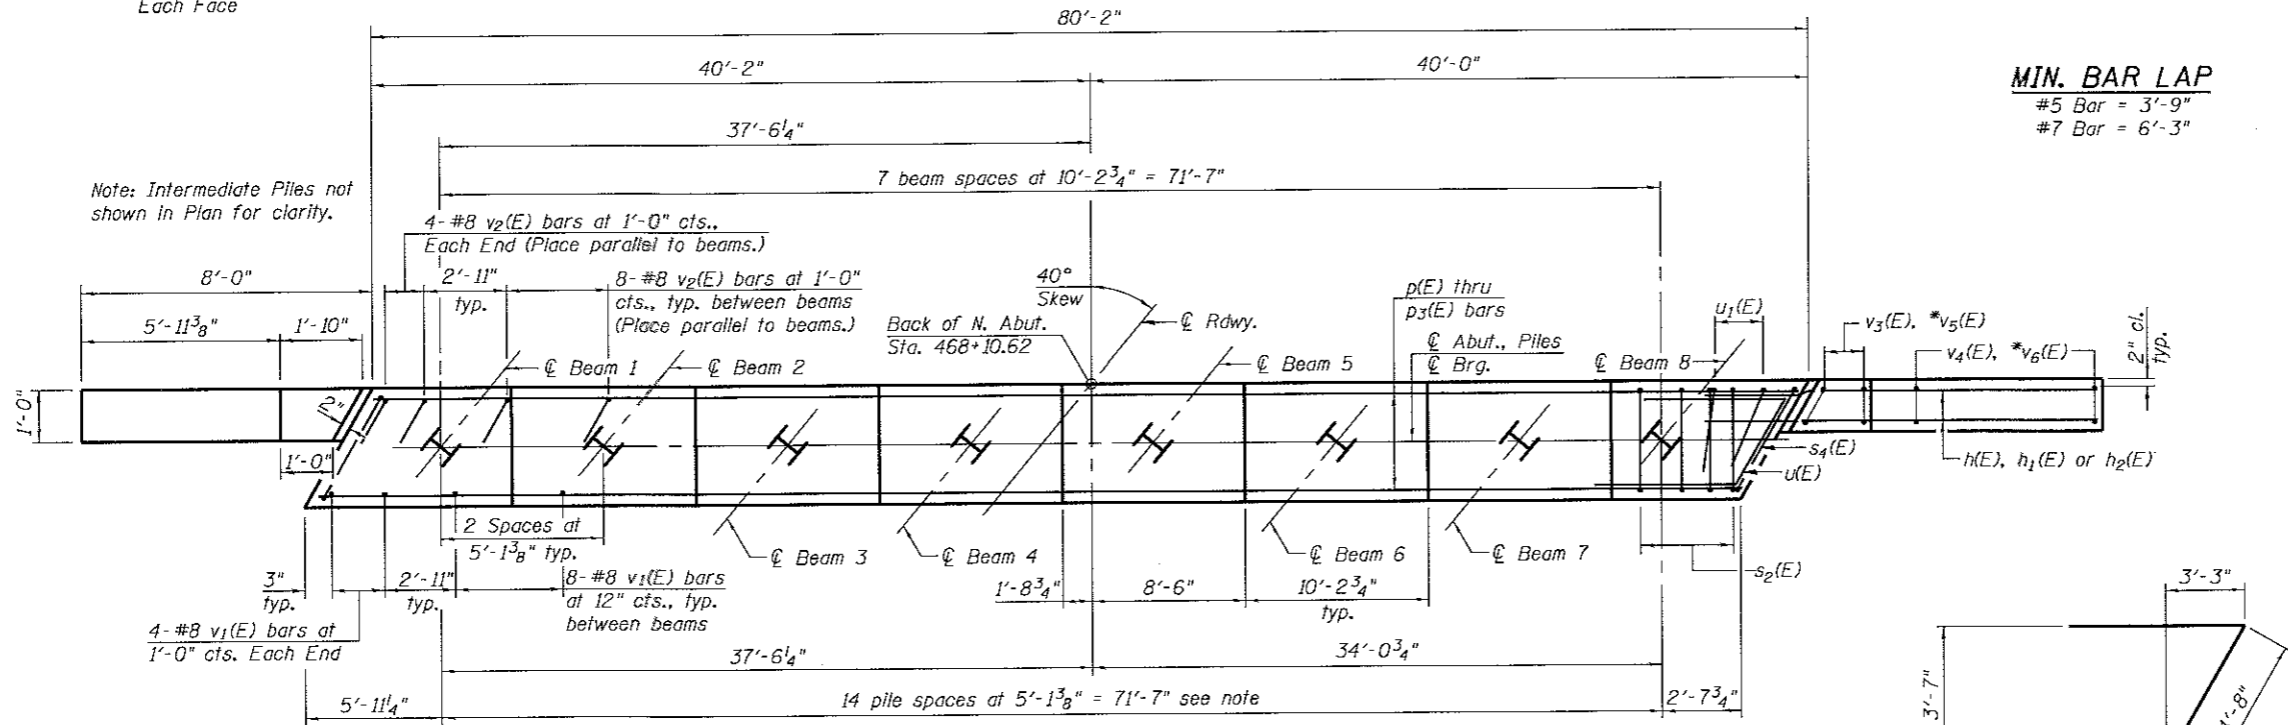 Each Face
80'-2"
40'-2"
40'-0"
MIN. BAR LAP
#5 Bar = 3'-9"
#7 Bar = 6'-3"
37'-6¼"
7 beam spaces at 10'-2¾" = 71'-7"
Note: Intermediate Piles not
shown in Plan for clarity.
4-#8 v₂(E) bars at 1'-0" cts.,
Each End (Place parallel to beams.)
8'-0"
2'-11"
typ.
8-#8 v₂(E) bars at 1'-0"
cts., typ. between beams
(Place parallel to beams.)
40°
Skew
p(E) thru
p₃(E) bars
u₁(E)
5'-11⅜"
1'-10"
Back of N. Abut.
Sta. 468+10.62
℄ Rdwy.
℄ Abut., Piles
℄ Brg.
v₃(E), *v₅(E)
v₄(E), *v₆(E)
2" cl.
typ.
℄ Beam 1
℄ Beam 2
℄ Beam 5
℄ Beam 8
1'-0"
2"
1'-0"
s₄(E)
u(E)
h(E), h₁(E) or h₂(E)
2 Spaces at
5'-1⅜" typ.
℄ Beam 3
℄ Beam 4
℄ Beam 6
℄ Beam 7
s₂(E)
3"
typ.
2'-11"
typ.
8-#8 v₁(E) bars
at 12" cts., typ.
between beams
1'-8¾"
8'-6"
10'-2¾"
typ.
3'-3"
4-#8 v₁(E) bars at
1'-0" cts. Each End
37'-6¼"
34'-0¾"
3'-7"
5'-11¼"
14 pile spaces at 5'-1⅜" = 71'-7" see note
2'-7¾"